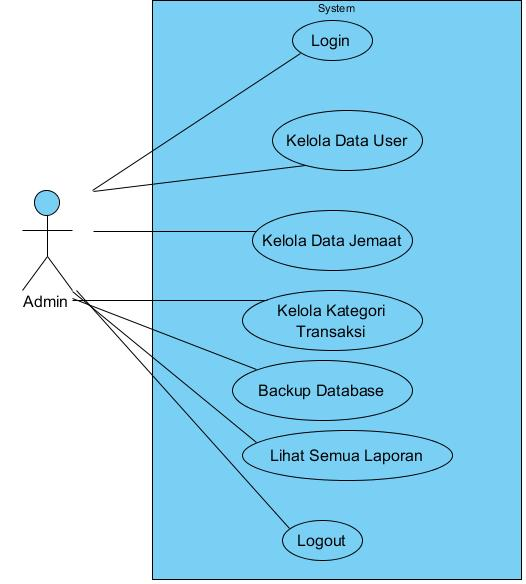 System
Login
Kelola Data User
Kelola Data Jemaat
Admin
Kelola Kategori
Transaksi
Backup Database
Lihat Semua Laporan
Logout